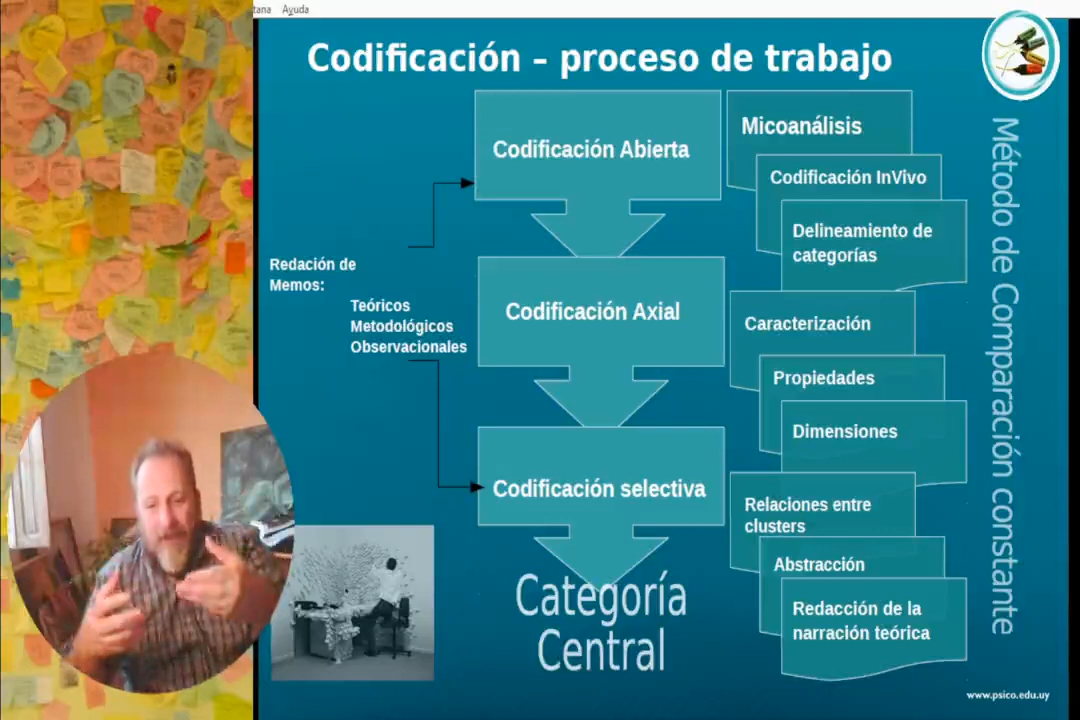 tana Ayuda
Codificación – proceso de trabajo
Codificación Abierta
Micoanálisis
Codificación InVivo
Delineamiento de
categorías
Redación de
Memos:
Teóricos
Metodológicos
Observacionales
Codificación Axial
Caracterización
Propiedades
Dimensiones
Codificación selectiva
Relaciones entre
clusters
Abstracción
Redacción de la
narración teórica
Categoría
Central
Método de Comparación constante
www.psico.edu.uy